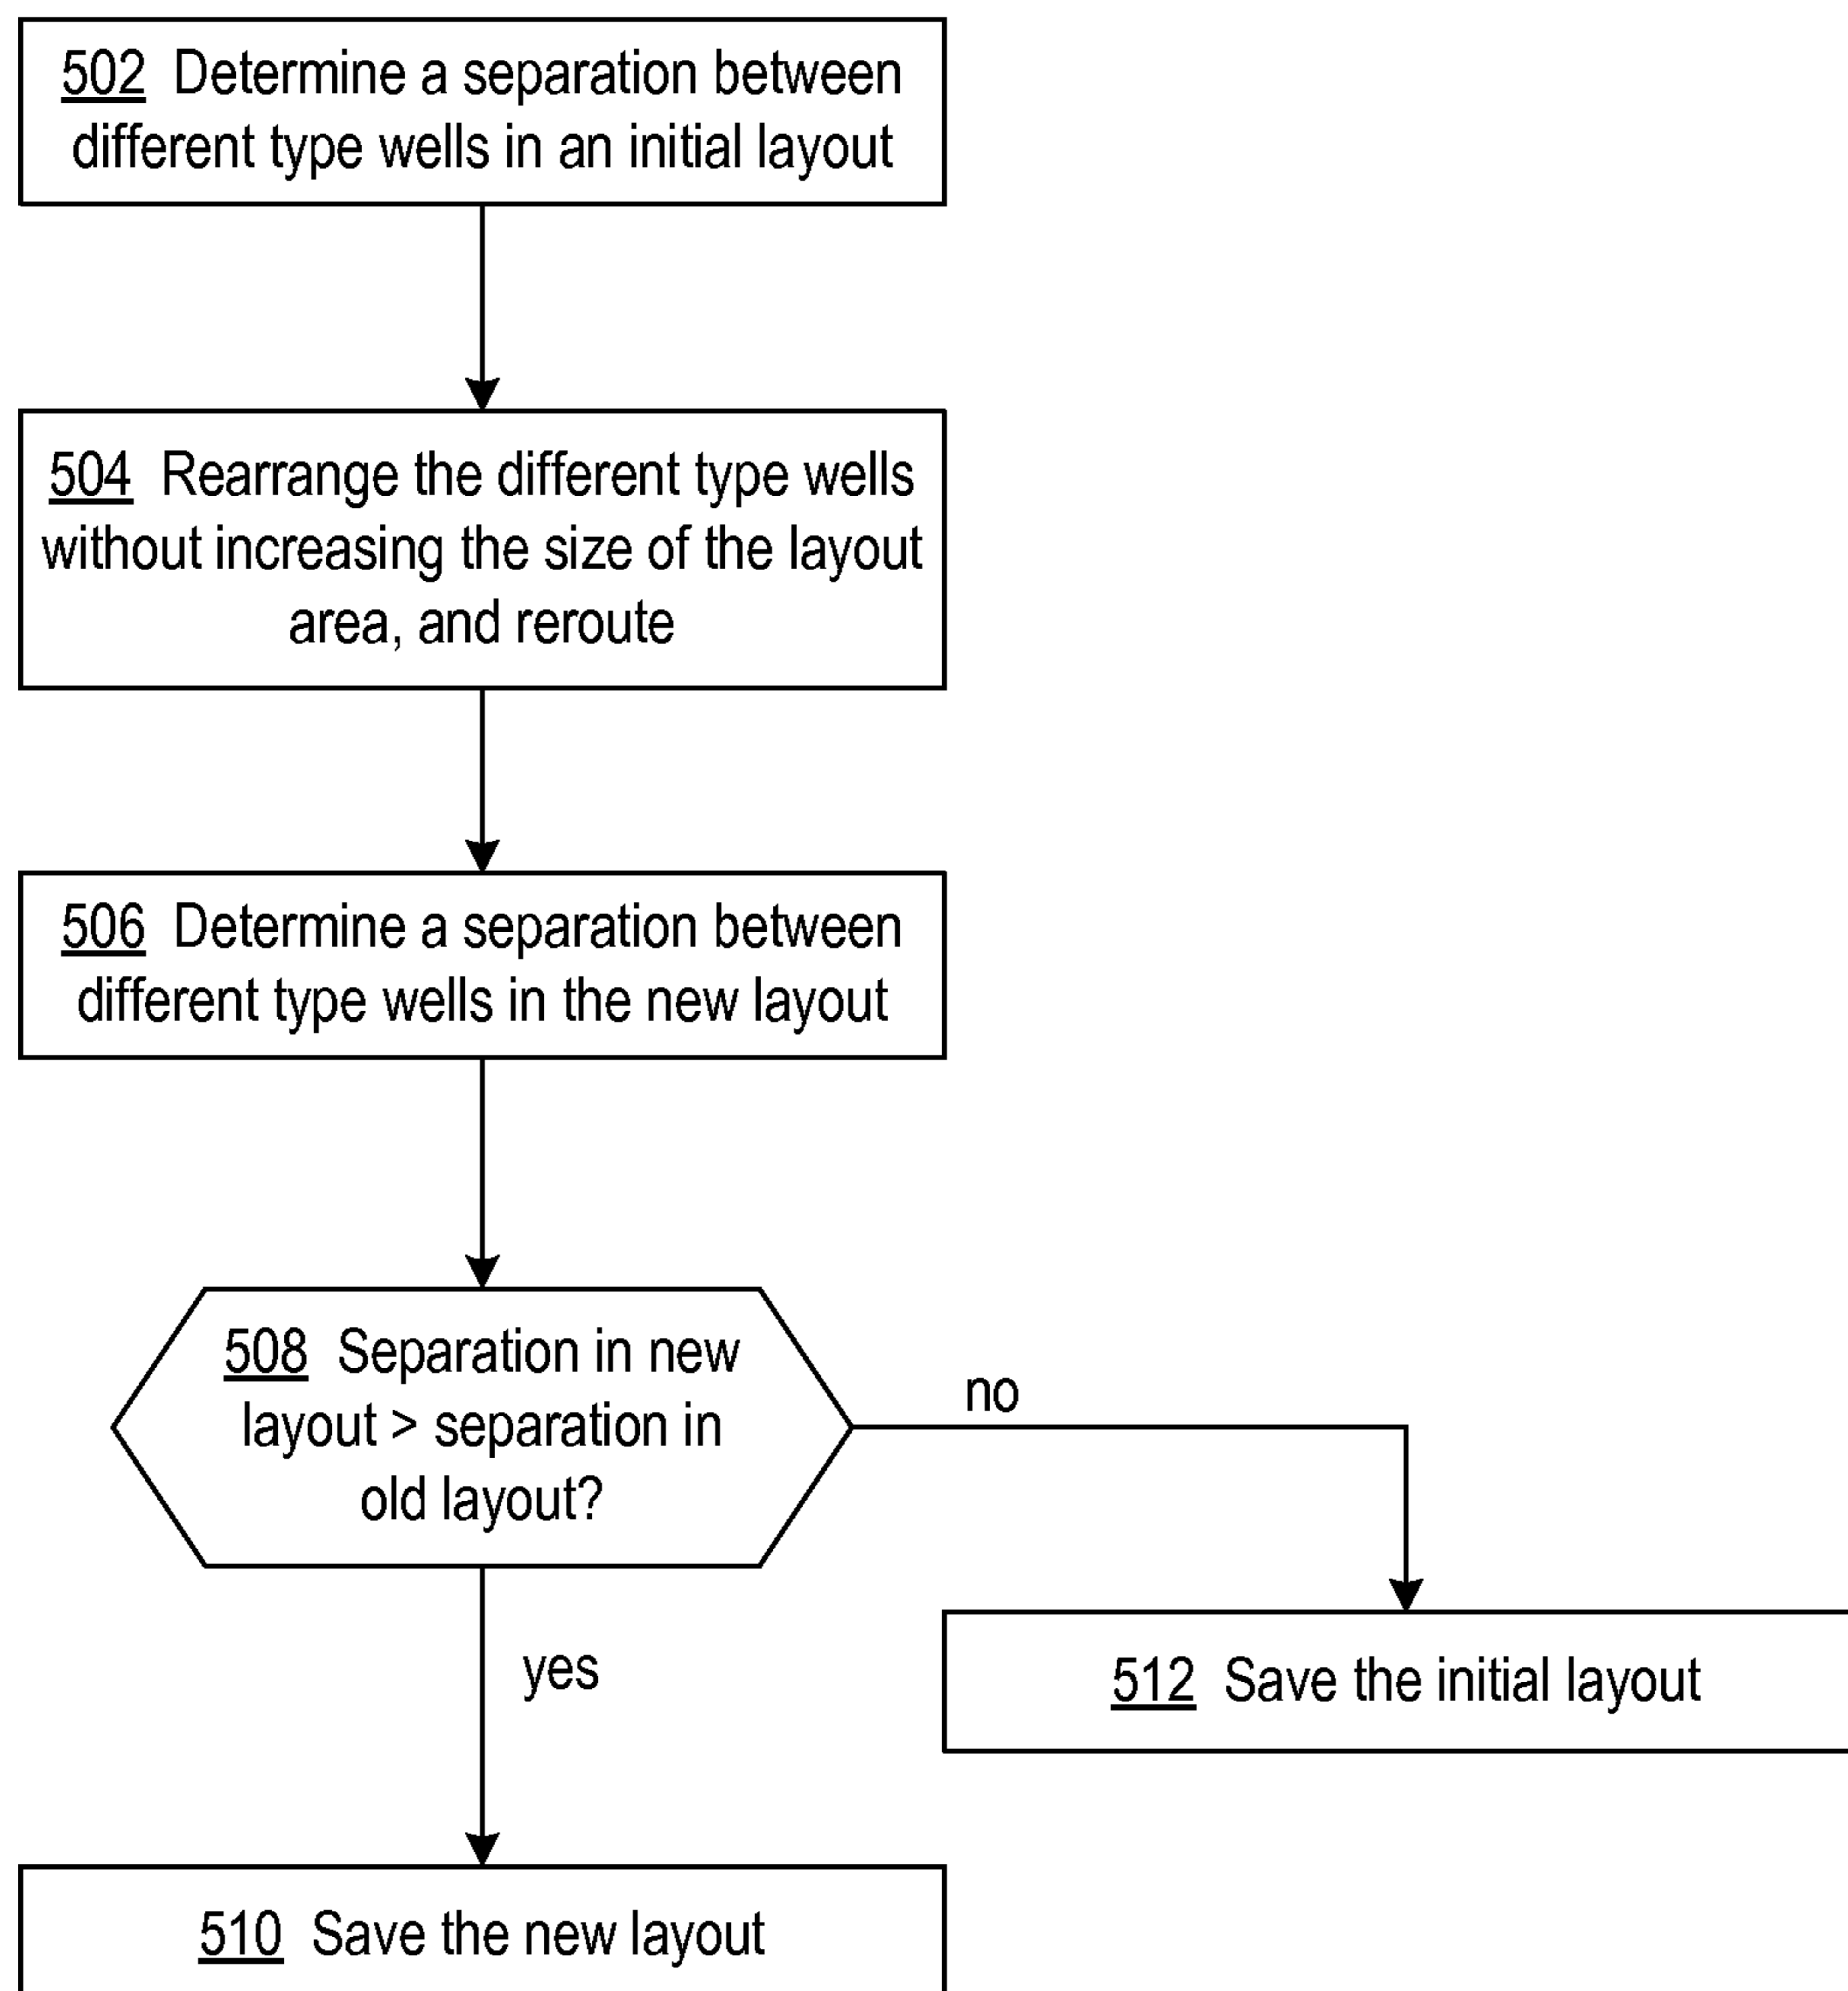 502 Determine a separation between
different type wells in an initial layout
504 Rearrange the different type wells
without increasing the size of the layout
area, and reroute
506 Determine a separation between
different type wells in the new layout
508 Separation in new
layout > separation in
old layout?
no
yes
512 Save the initial layout
510 Save the new layout